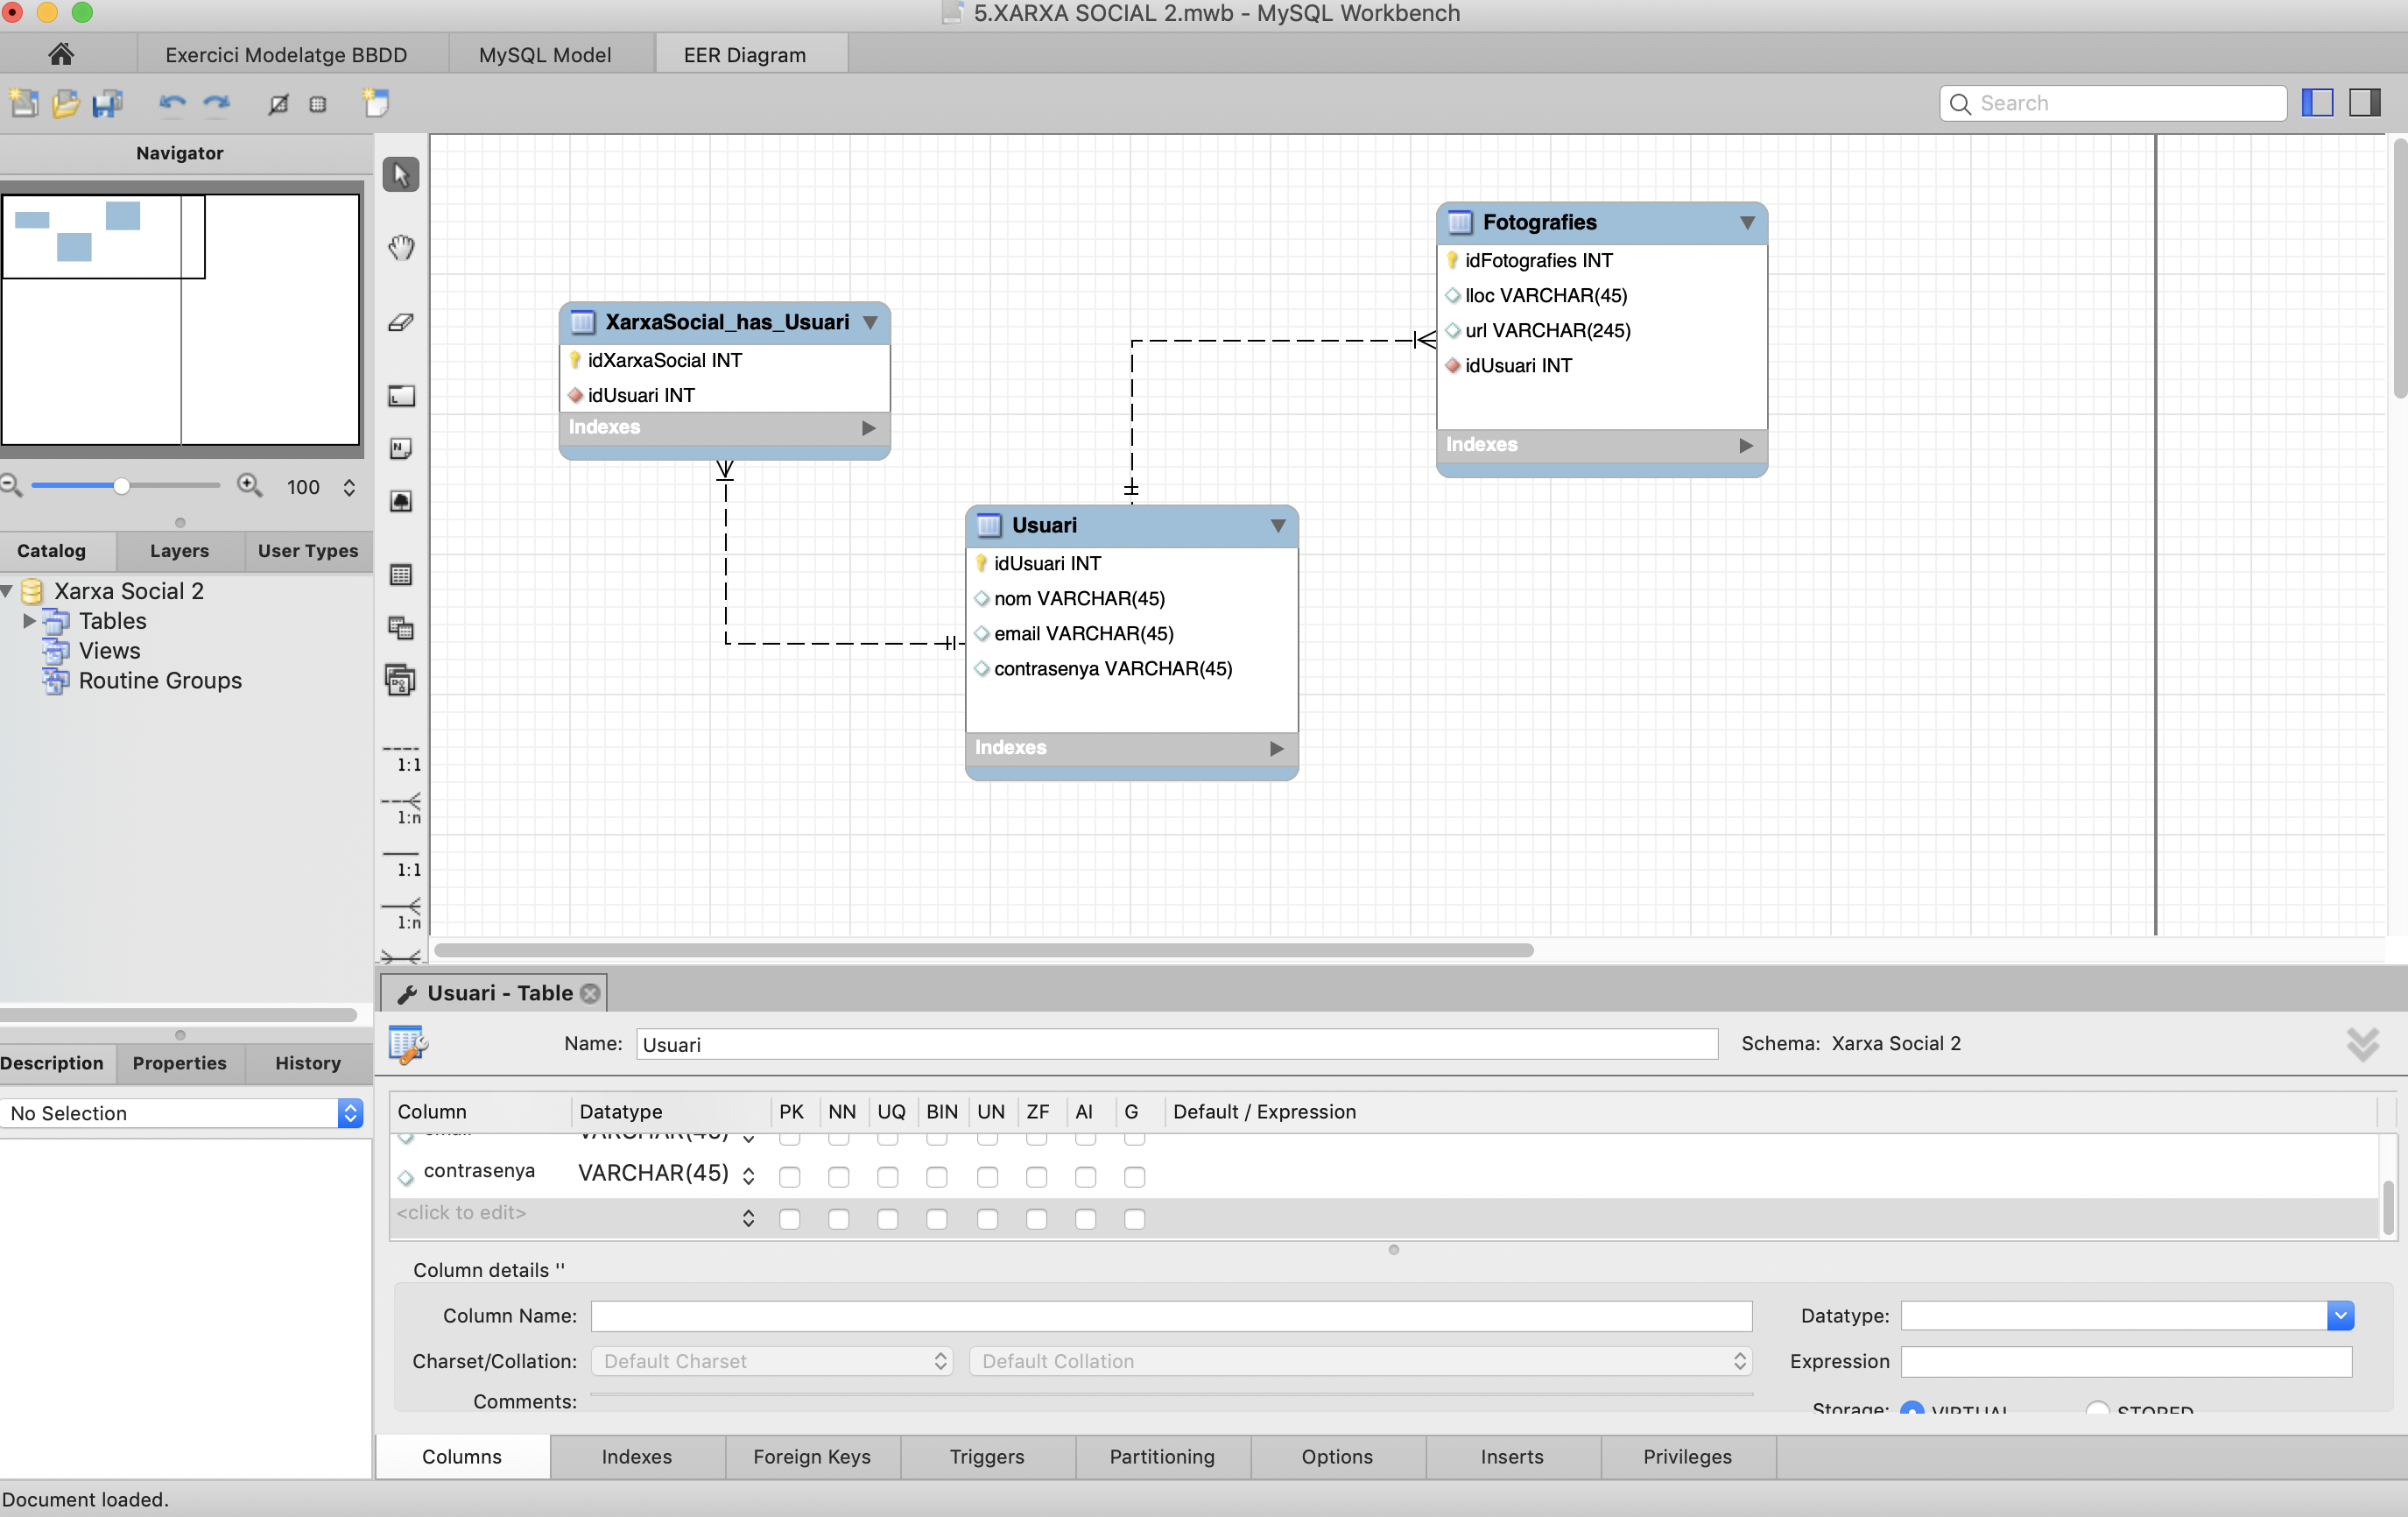 5.XARXA SOCIAL 2.mwb - MySQL Workbench
Exercici Modelatge BBDD
MySQL Model
EER Diagram
Search
Navigator
100
Catalog
Layers
User Types
Xarxa Social 2
Tables
Views
Routine Groups
Description
Properties
History
No Selection
1:1
1:n
1:1
1:n
XarxaSocial_has_Usuari
idXarxaSocial INT
idUsuari INT
Indexes
Fotografies
idFotografies INT
lloc VARCHAR(45)
url VARCHAR(245)
idUsuari INT
Indexes
Usuari
idUsuari INT
nom VARCHAR(45)
email VARCHAR(45)
contrasenya VARCHAR(45)
Indexes
Usuari - Table
Name: Usuari
Schema: Xarxa Social 2
Column Datatype PK NN UQ BIN UN ZF AI G Default / Expression
email VARCHAR(45)
contrasenya VARCHAR(45)
<click to edit>
Column details ''
Column Name:
Datatype:
Charset/Collation: Default Charset Default Collation
Expression
Comments:
Storage: VIRTUAL STORED
Columns
Indexes
Foreign Keys
Triggers
Partitioning
Options
Inserts
Privileges
Document loaded.